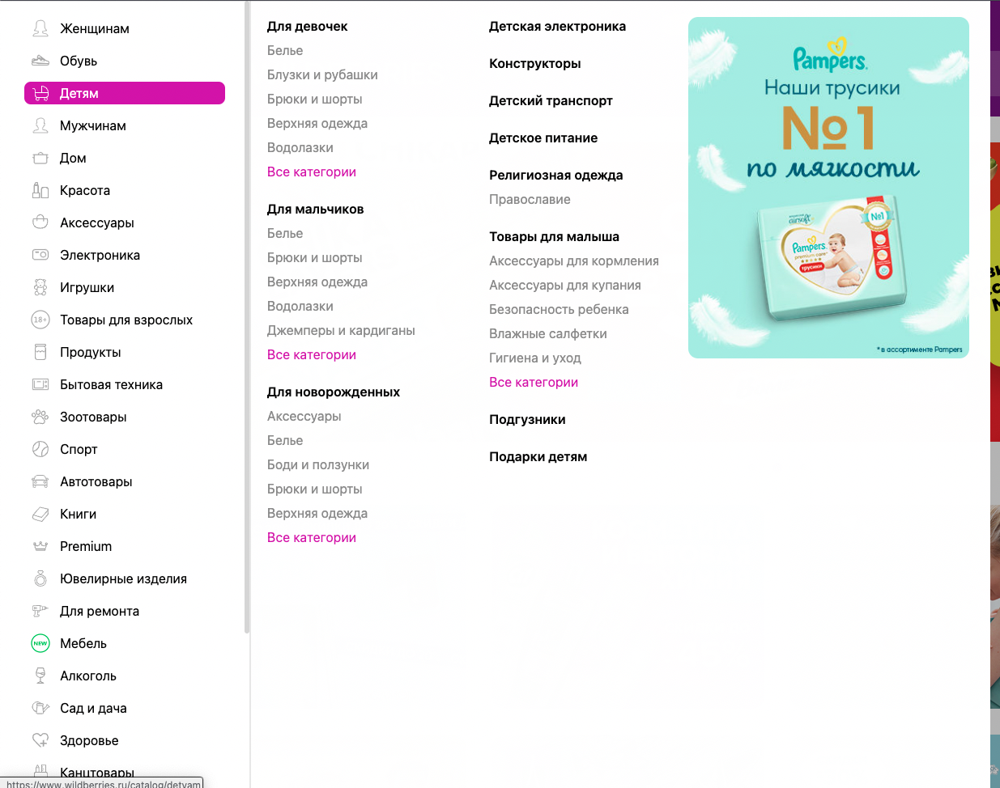 Женщинам
Обувь
Детям
Мужчинам
Дом
Красота
Аксессуары
Электроника
Игрушки
18+
Товары для взрослых
Продукты
Бытовая техника
Зоотовары
Спорт
Автотовары
Книги
Premium
Ювелирные изделия
Для ремонта
NEW
Мебель
Алкоголь
Сад и дача
Здоровье
Канцтовары
https://www.wildberries.ru/catalog/detyam
Для девочек
Белье
Блузки и рубашки
Брюки и шорты
Верхняя одежда
Водолазки
Все категории
Для мальчиков
Белье
Брюки и шорты
Верхняя одежда
Водолазки
Джемперы и кардиганы
Все категории
Для новорожденных
Аксессуары
Белье
Боди и ползунки
Брюки и шорты
Верхняя одежда
Все категории
Детская электроника
Конструкторы
Детский транспорт
Детское питание
Религиозная одежда
Православие
Товары для малыша
Аксессуары для кормления
Аксессуары для купания
Безопасность ребенка
Влажные салфетки
Гигиена и уход
Все категории
Подгузники
Подарки детям
Pampers.
Наши трусики
№1
по мягкости
airsoft
№1
Pampers.
premium care
трусики
* в ассортименте Pampers